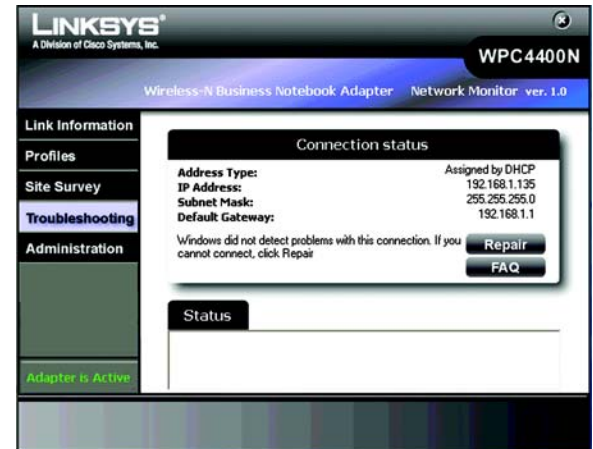 LINKSYS®
A Division of Cisco Systems, Inc.
WPC4400N
Wireless-N Business Notebook Adapter Network Monitor ver. 1.0
Link Information
Profiles
Site Survey
Troubleshooting
Administration
Adapter is Active
Connection status
Address Type: Assigned by DHCP
IP Address: 192.168.1.135
Subnet Mask: 255.255.255.0
Default Gateway: 192.168.1.1
Windows did not detect problems with this connection. If you
cannot connect, click Repair
Repair
FAQ
Status